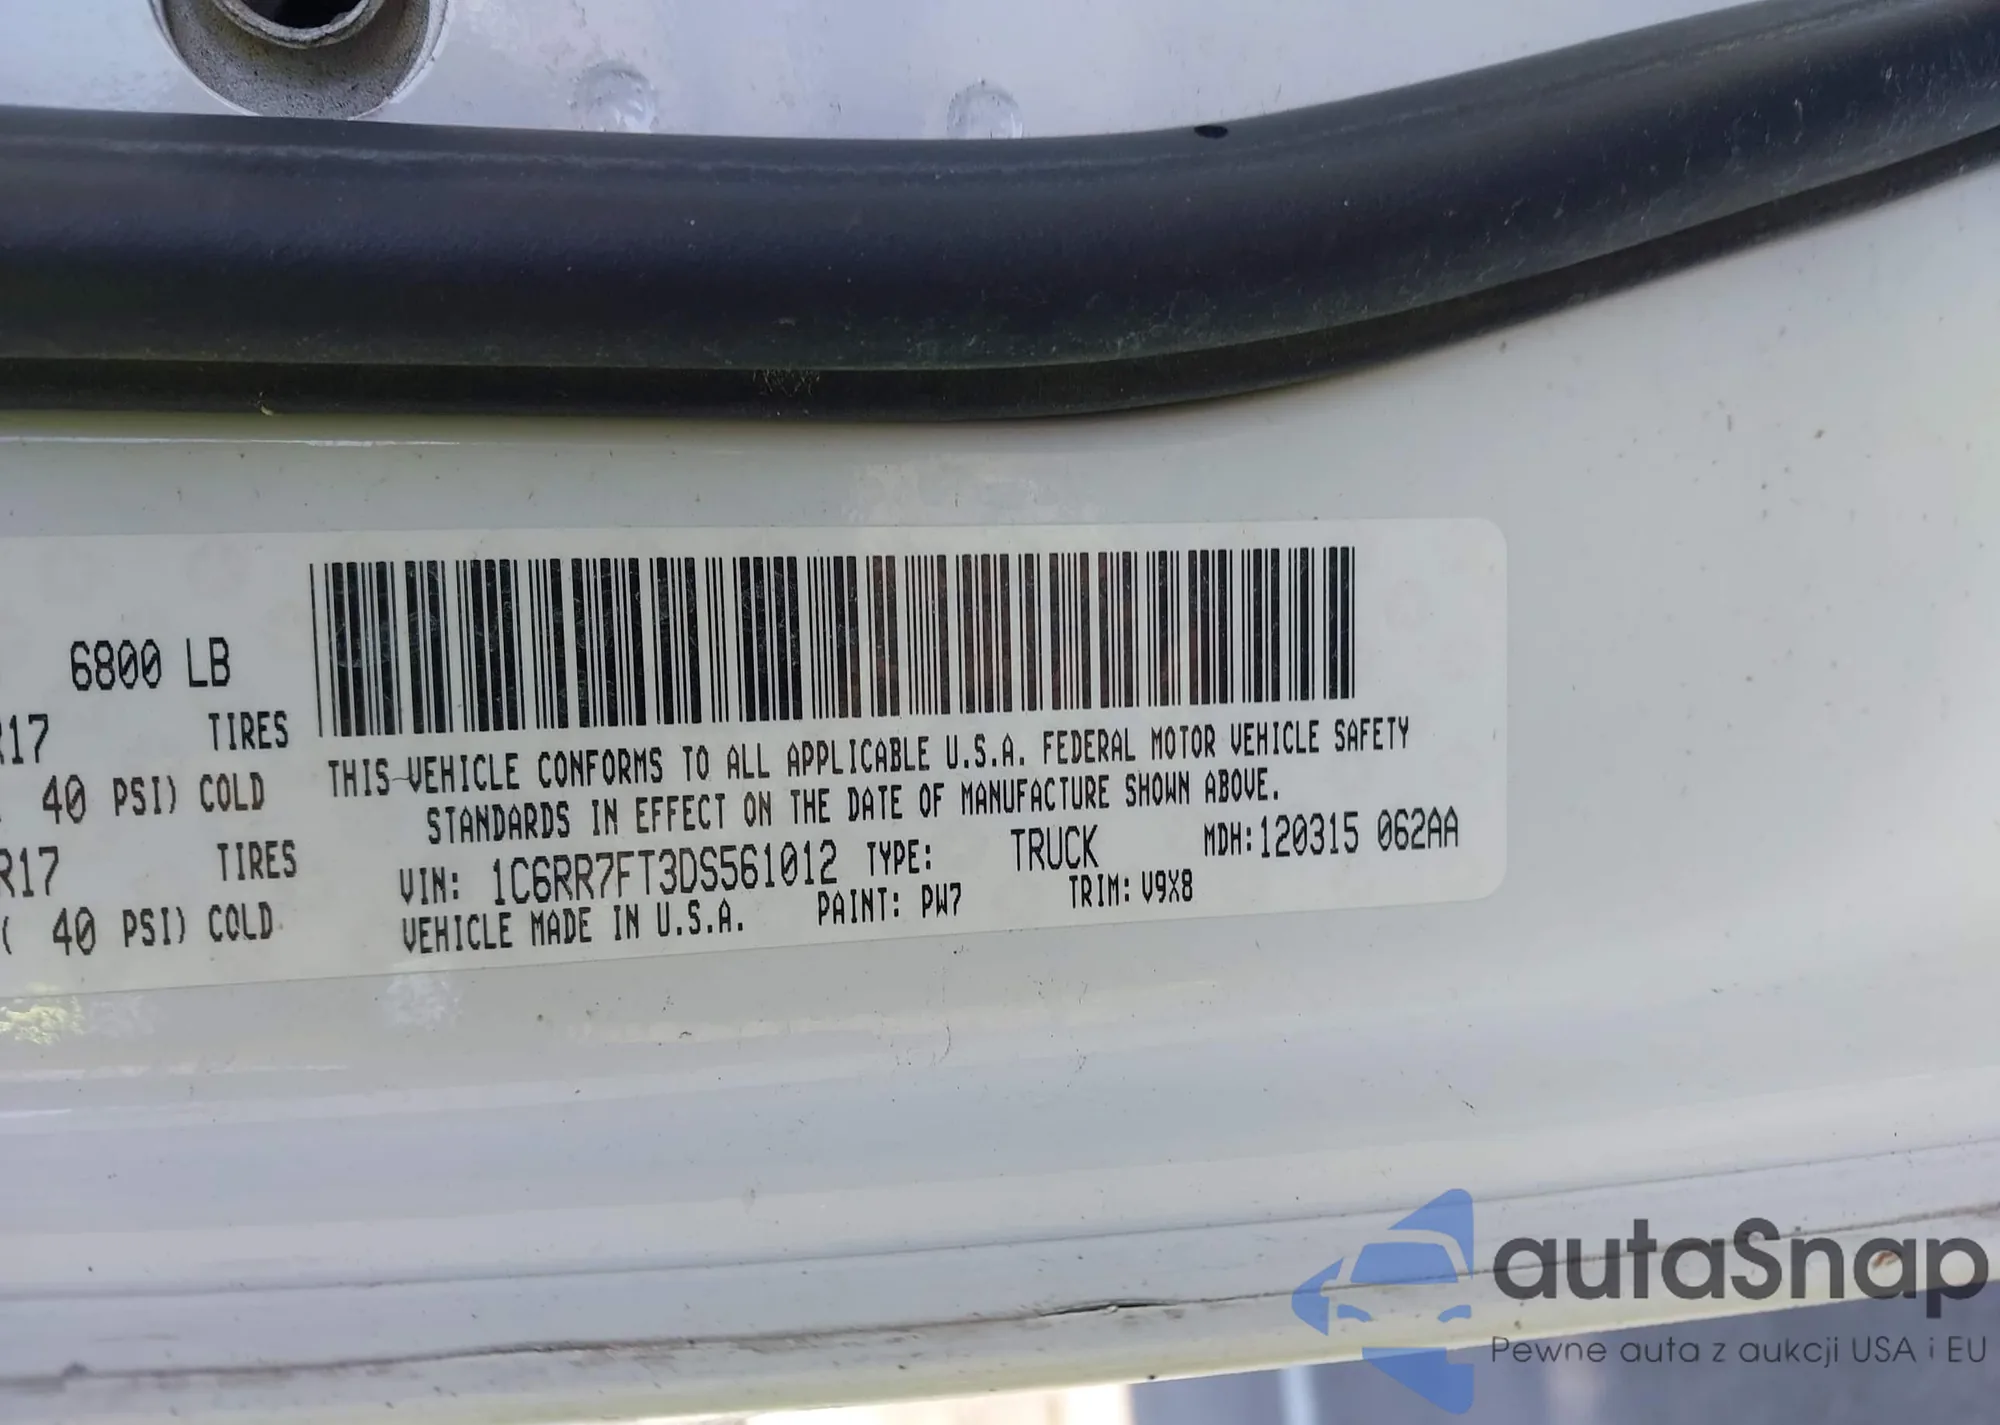 6800 LB
R17 TIRES
40 PSI) COLD
R17 TIRES
( 40 PSI) COLD
THIS VEHICLE CONFORMS TO ALL APPLICABLE U.S.A. FEDERAL MOTOR VEHICLE SAFETY
STANDARDS IN EFFECT ON THE DATE OF MANUFACTURE SHOWN ABOVE.
VIN: 1C6RR7FT3DS561012 TYPE: TRUCK MDH:120315 062AA
VEHICLE MADE IN U.S.A. PAINT: PW7 TRIM: V9X8
autaSnap
Pewne auta z aukcji USA i EU